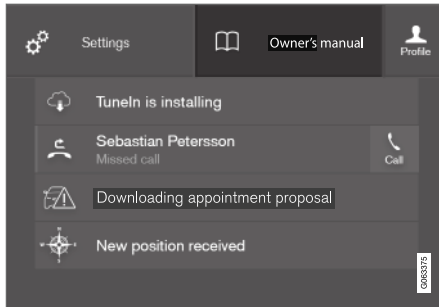 Settings
Owner's manual
Profile
TuneIn is installing
Sebastian Petersson
Missed call
Call
Downloading appointment proposal
New position received
G063375